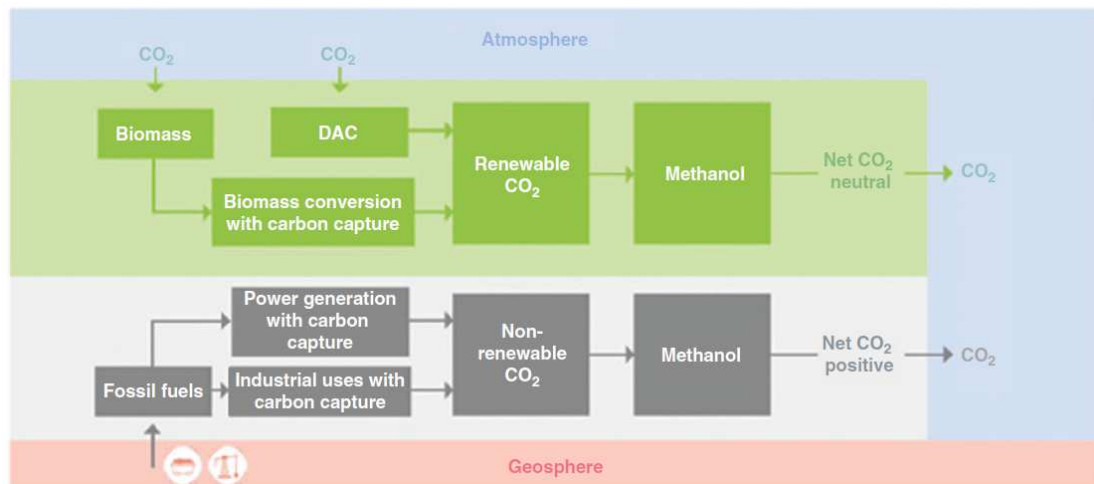 Atmosphere
CO₂
CO₂
Biomass
DAC
Renewable
CO₂
Methanol
Net CO₂
neutral
CO₂
Biomass conversion
with carbon capture
Power generation
with carbon
capture
Non-
renewable
CO₂
Methanol
Net CO₂
positive
CO₂
Fossil fuels
Industrial uses with
carbon capture
Geosphere